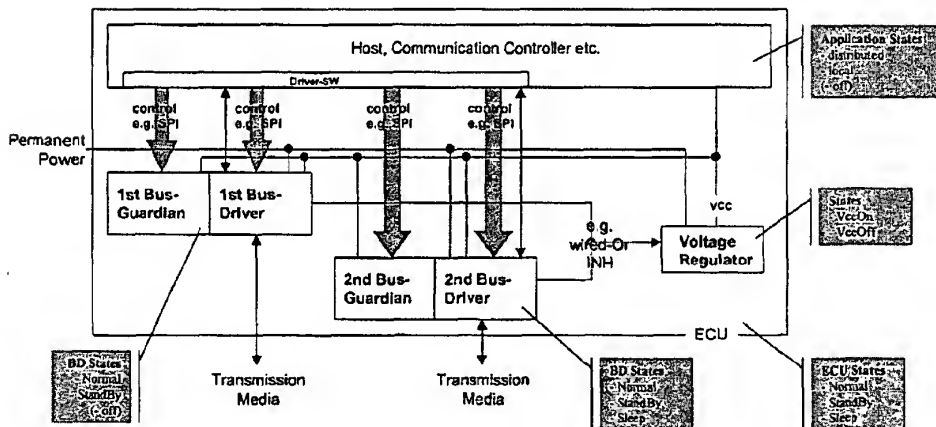 Host, Communication Controller etc.
Driver-SW
control
e.g. SPI
control
e.g. SPI
control
e.g. SPI
control
e.g. SPI
Application States
distributed
local
(-off)
Permanent
Power
1st Bus-
Guardian
1st Bus-
Driver
vcc
States
VccOn
VccOff
e.g.
wired-Or
INH
Voltage
Regulator
2nd Bus-
Guardian
2nd Bus-
Driver
ECU
BD States
Normal
StandBy
(-off)
Transmission
Media
Transmission
Media
BD States
Normal
StandBy
Sleep
ECU States
Normal
StandBy
Sleep